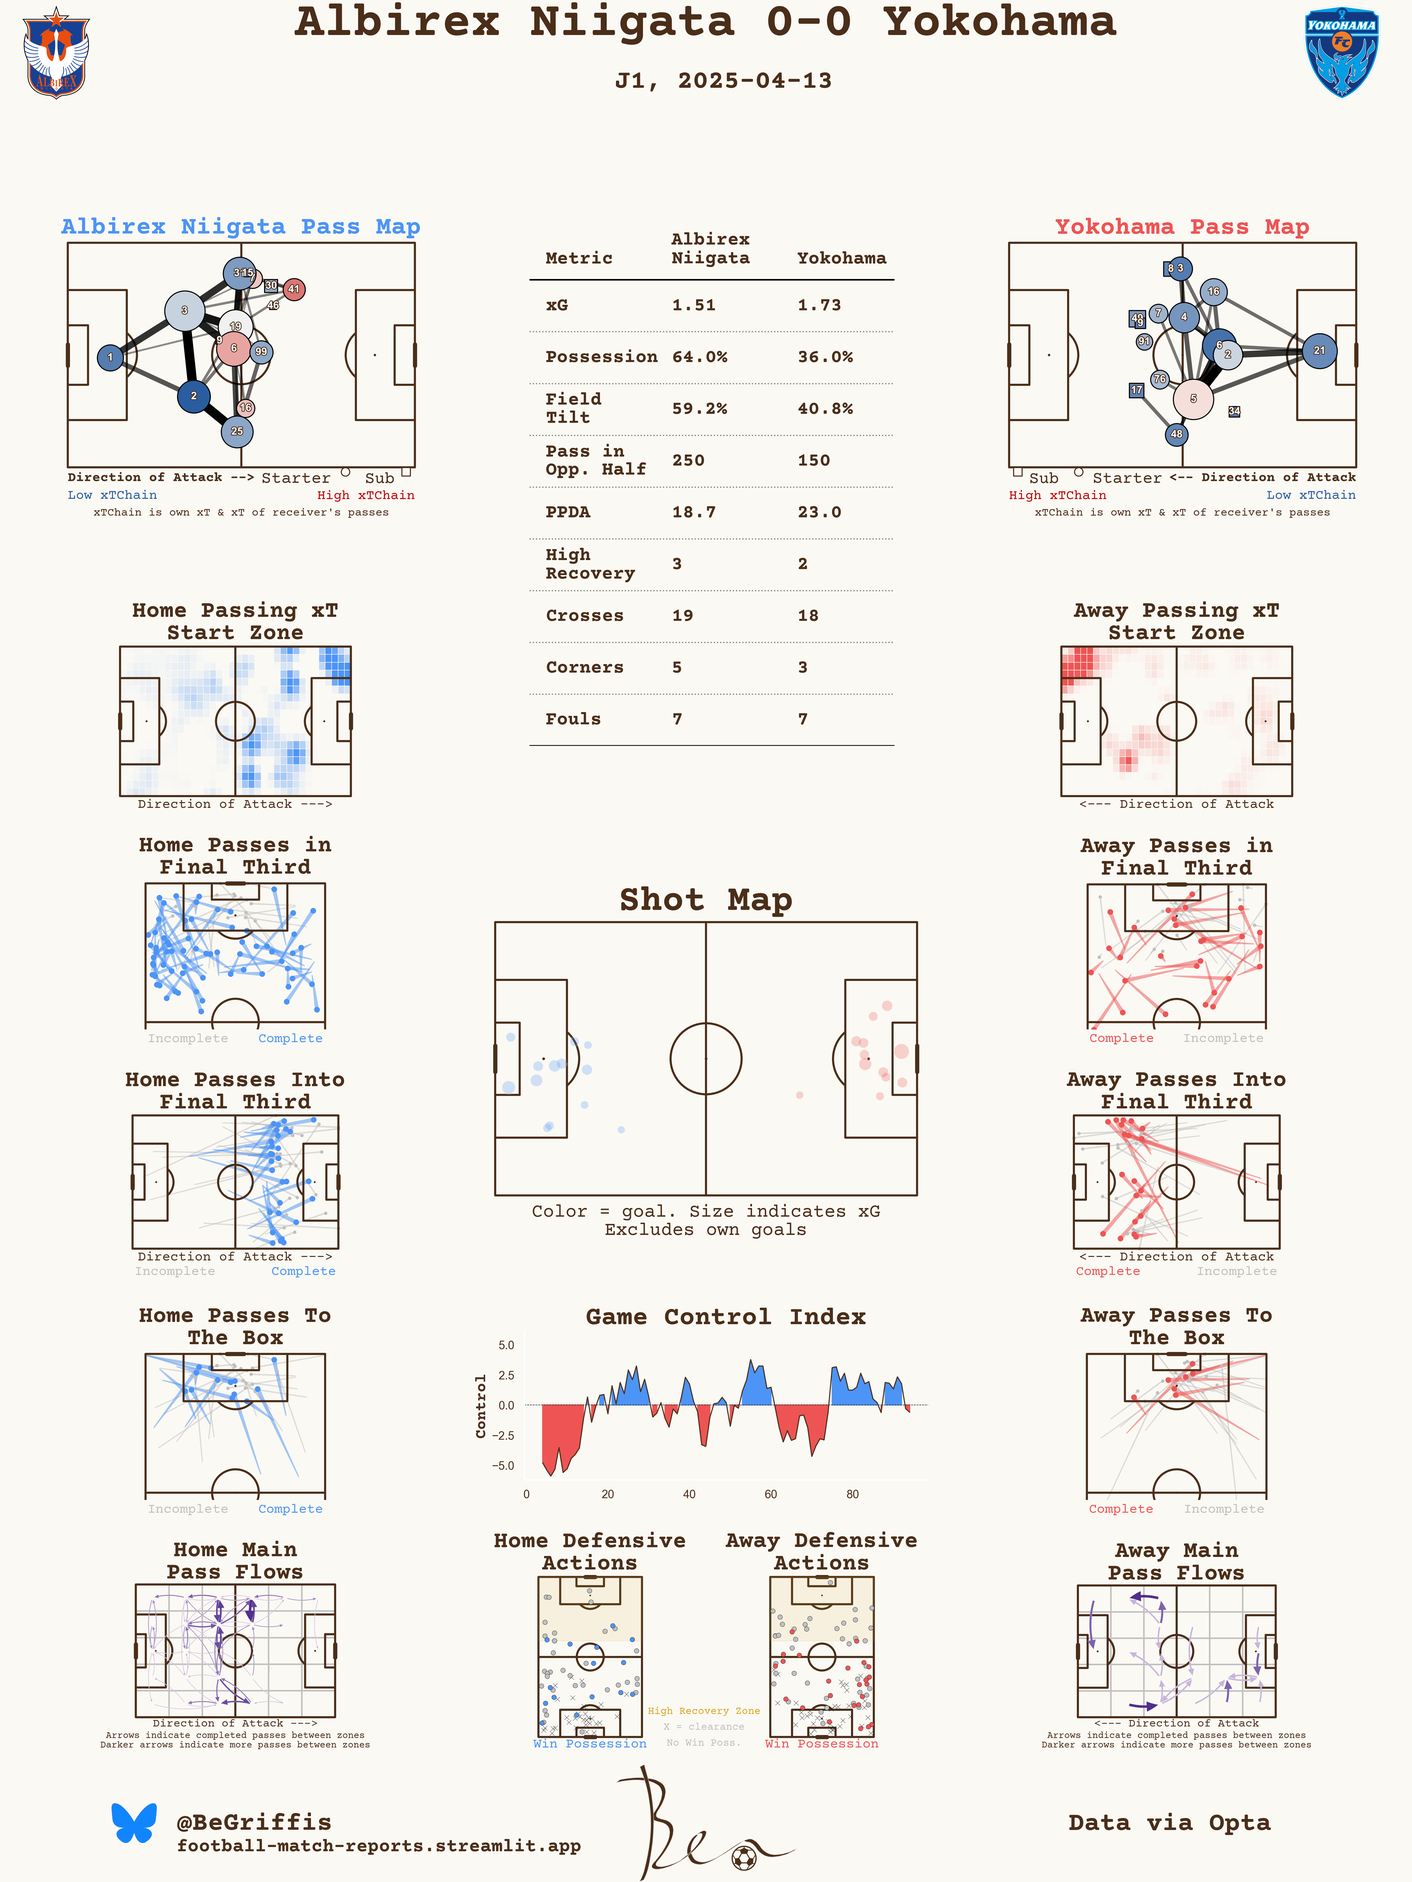 Albirex Niigata 0-0 Yokohama
J1, 2025-04-13
ALBIREX
YOKOHAMA
FC
Albirex Niigata Pass Map
1
3
2
25
19
6
99
16
15
30
41
46
Direction of Attack --> Starter Sub
Low xTChain High xTChain
xTChain is own xT & xT of receiver's passes
Metric Albirex Niigata Yokohama
xG 1.51 1.73
Possession 64.0% 36.0%
Field Tilt 59.2% 40.8%
Pass in Opp. Half 250 150
PPDA 18.7 23.0
High Recovery 3 2
Crosses 19 18
Corners 5 3
Fouls 7 7
Yokohama Pass Map
8
3
16
7
4
91
6
2
21
76
17
5
34
48
Sub Starter <-- Direction of Attack
High xTChain Low xTChain
xTChain is own xT & xT of receiver's passes
Home Passing xT
Start Zone
Direction of Attack --->
Away Passing xT
Start Zone
<--- Direction of Attack
Home Passes in
Final Third
Incomplete Complete
Away Passes in
Final Third
Complete Incomplete
Shot Map
Color = goal. Size indicates xG
Excludes own goals
Home Passes Into
Final Third
Direction of Attack --->
Incomplete Complete
Away Passes Into
Final Third
<--- Direction of Attack
Complete Incomplete
Home Passes To
The Box
Incomplete Complete
Game Control Index
Control
5.0
2.5
0.0
−2.5
−5.0
0 20 40 60 80
Away Passes To
The Box
Complete Incomplete
Home Main
Pass Flows
Direction of Attack --->
Arrows indicate completed passes between zones
Darker arrows indicate more passes between zones
Home Defensive
Actions
Win Possession
Away Defensive
Actions
Win Possession
High Recovery Zone
X = clearance
No Win Poss.
Away Main
Pass Flows
<--- Direction of Attack
Arrows indicate completed passes between zones
Darker arrows indicate more passes between zones
@BeGriffis
football-match-reports.streamlit.app
Ben
Data via Opta